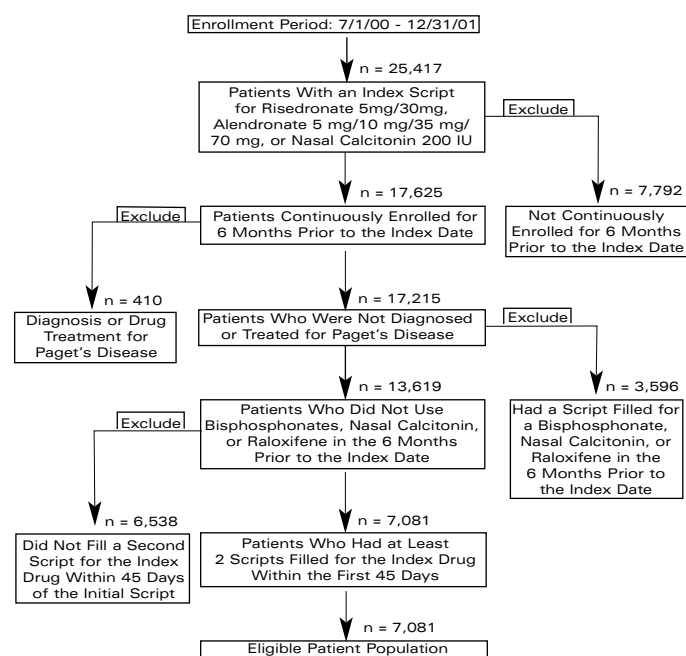 Enrollment Period: 7/1/00 - 12/31/01
n = 25,417
Patients With an Index Script
for Risedronate 5mg/30mg,
Alendronate 5 mg/10 mg/35 mg/
70 mg, or Nasal Calcitonin 200 IU
Exclude
n = 7,792
Not Continuously
Enrolled for 6 Months
Prior to the Index Date
n = 17,625
Patients Continuously Enrolled for
6 Months Prior to the Index Date
Exclude
n = 410
Diagnosis or Drug
Treatment for
Paget's Disease
n = 17,215
Patients Who Were Not Diagnosed
or Treated for Paget's Disease
Exclude
n = 3,596
Had a Script Filled for
a Bisphosphonate,
Nasal Calcitonin, or
Raloxifene in the
6 Months Prior to
the Index Date
n = 13,619
Patients Who Did Not Use
Bisphosphonates, Nasal Calcitonin,
or Raloxifene in the 6 Months
Prior to the Index Date
Exclude
n = 6,538
Did Not Fill a Second
Script for the Index
Drug Within 45 Days
of the Initial Script
n = 7,081
Patients Who Had at Least
2 Scripts Filled for the Index Drug
Within the First 45 Days
n = 7,081
Eligible Patient Population